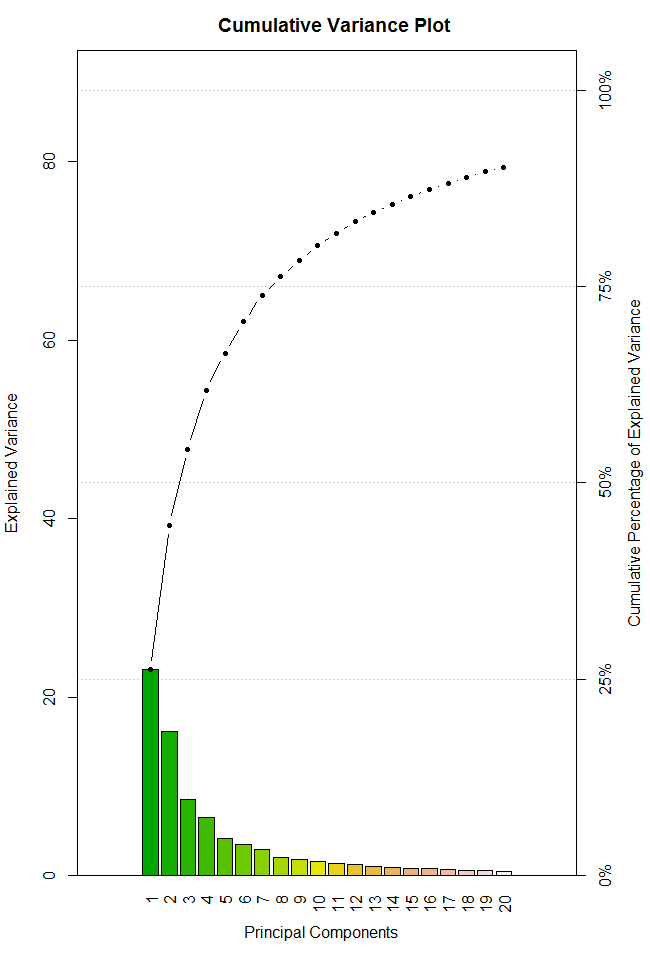 Cumulative Variance Plot
Explained Variance
0
20
40
60
80
0%
25%
50%
75%
100%
Cumulative Percentage of Explained Variance
1 2 3 4 5 6 7 8 9 10 11 12 13 14 15 16 17 18 19 20
Principal Components